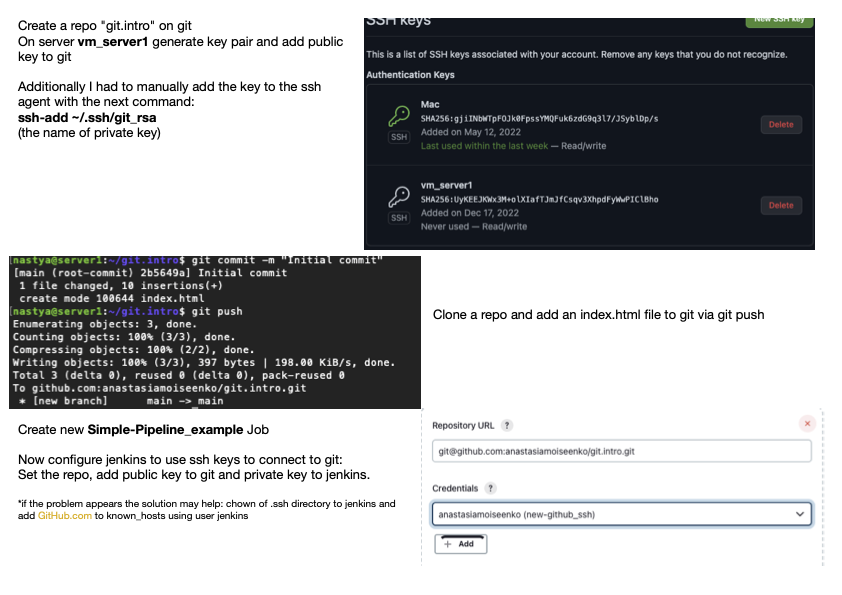 Create a repo "git.intro" on git
On server vm_server1 generate key pair and add public
key to git
Additionally I had to manually add the key to the ssh
agent with the next command:
ssh-add ~/.ssh/git_rsa
(the name of private key)
SSH keys
New SSH key
This is a list of SSH keys associated with your account. Remove any keys that you do not recognize.
Authentication Keys
Mac
SHA256:gjiINbWTpFOJk0FpssYMQFuk6zdG9q3l7/JSyblDp/s
Added on May 12, 2022
Last used within the last week — Read/write
SSH
Delete
vm_server1
SHA256:UyKEEJKWx3M+olXIafTJmJfCsqv3XhpdFyWwPIClBho
Added on Dec 17, 2022
Never used — Read/write
SSH
Delete
[nastya@server1:~/git.intro$ git commit -m "Initial commit"
[main (root-commit) 2b5649a] Initial commit
1 file changed, 10 insertions(+)
create mode 100644 index.html
[nastya@server1:~/git.intro$ git push
Enumerating objects: 3, done.
Counting objects: 100% (3/3), done.
Compressing objects: 100% (2/2), done.
Writing objects: 100% (3/3), 397 bytes | 198.00 KiB/s, done.
Total 3 (delta 0), reused 0 (delta 0), pack-reused 0
To github.com:anastasiamoiseenko/git.intro.git
* [new branch] main -> main
Clone a repo and add an index.html file to git via git push
Create new Simple-Pipeline_example Job
Now configure jenkins to use ssh keys to connect to git:
Set the repo, add public key to git and private key to jenkins.
*if the problem appears the solution may help: chown of .ssh directory to jenkins and
add GitHub.com to known_hosts using user jenkins
Repository URL ?
git@github.com:anastasiamoiseenko/git.intro.git
Credentials ?
anastasiamoiseenko (new-github_ssh)
+ Add